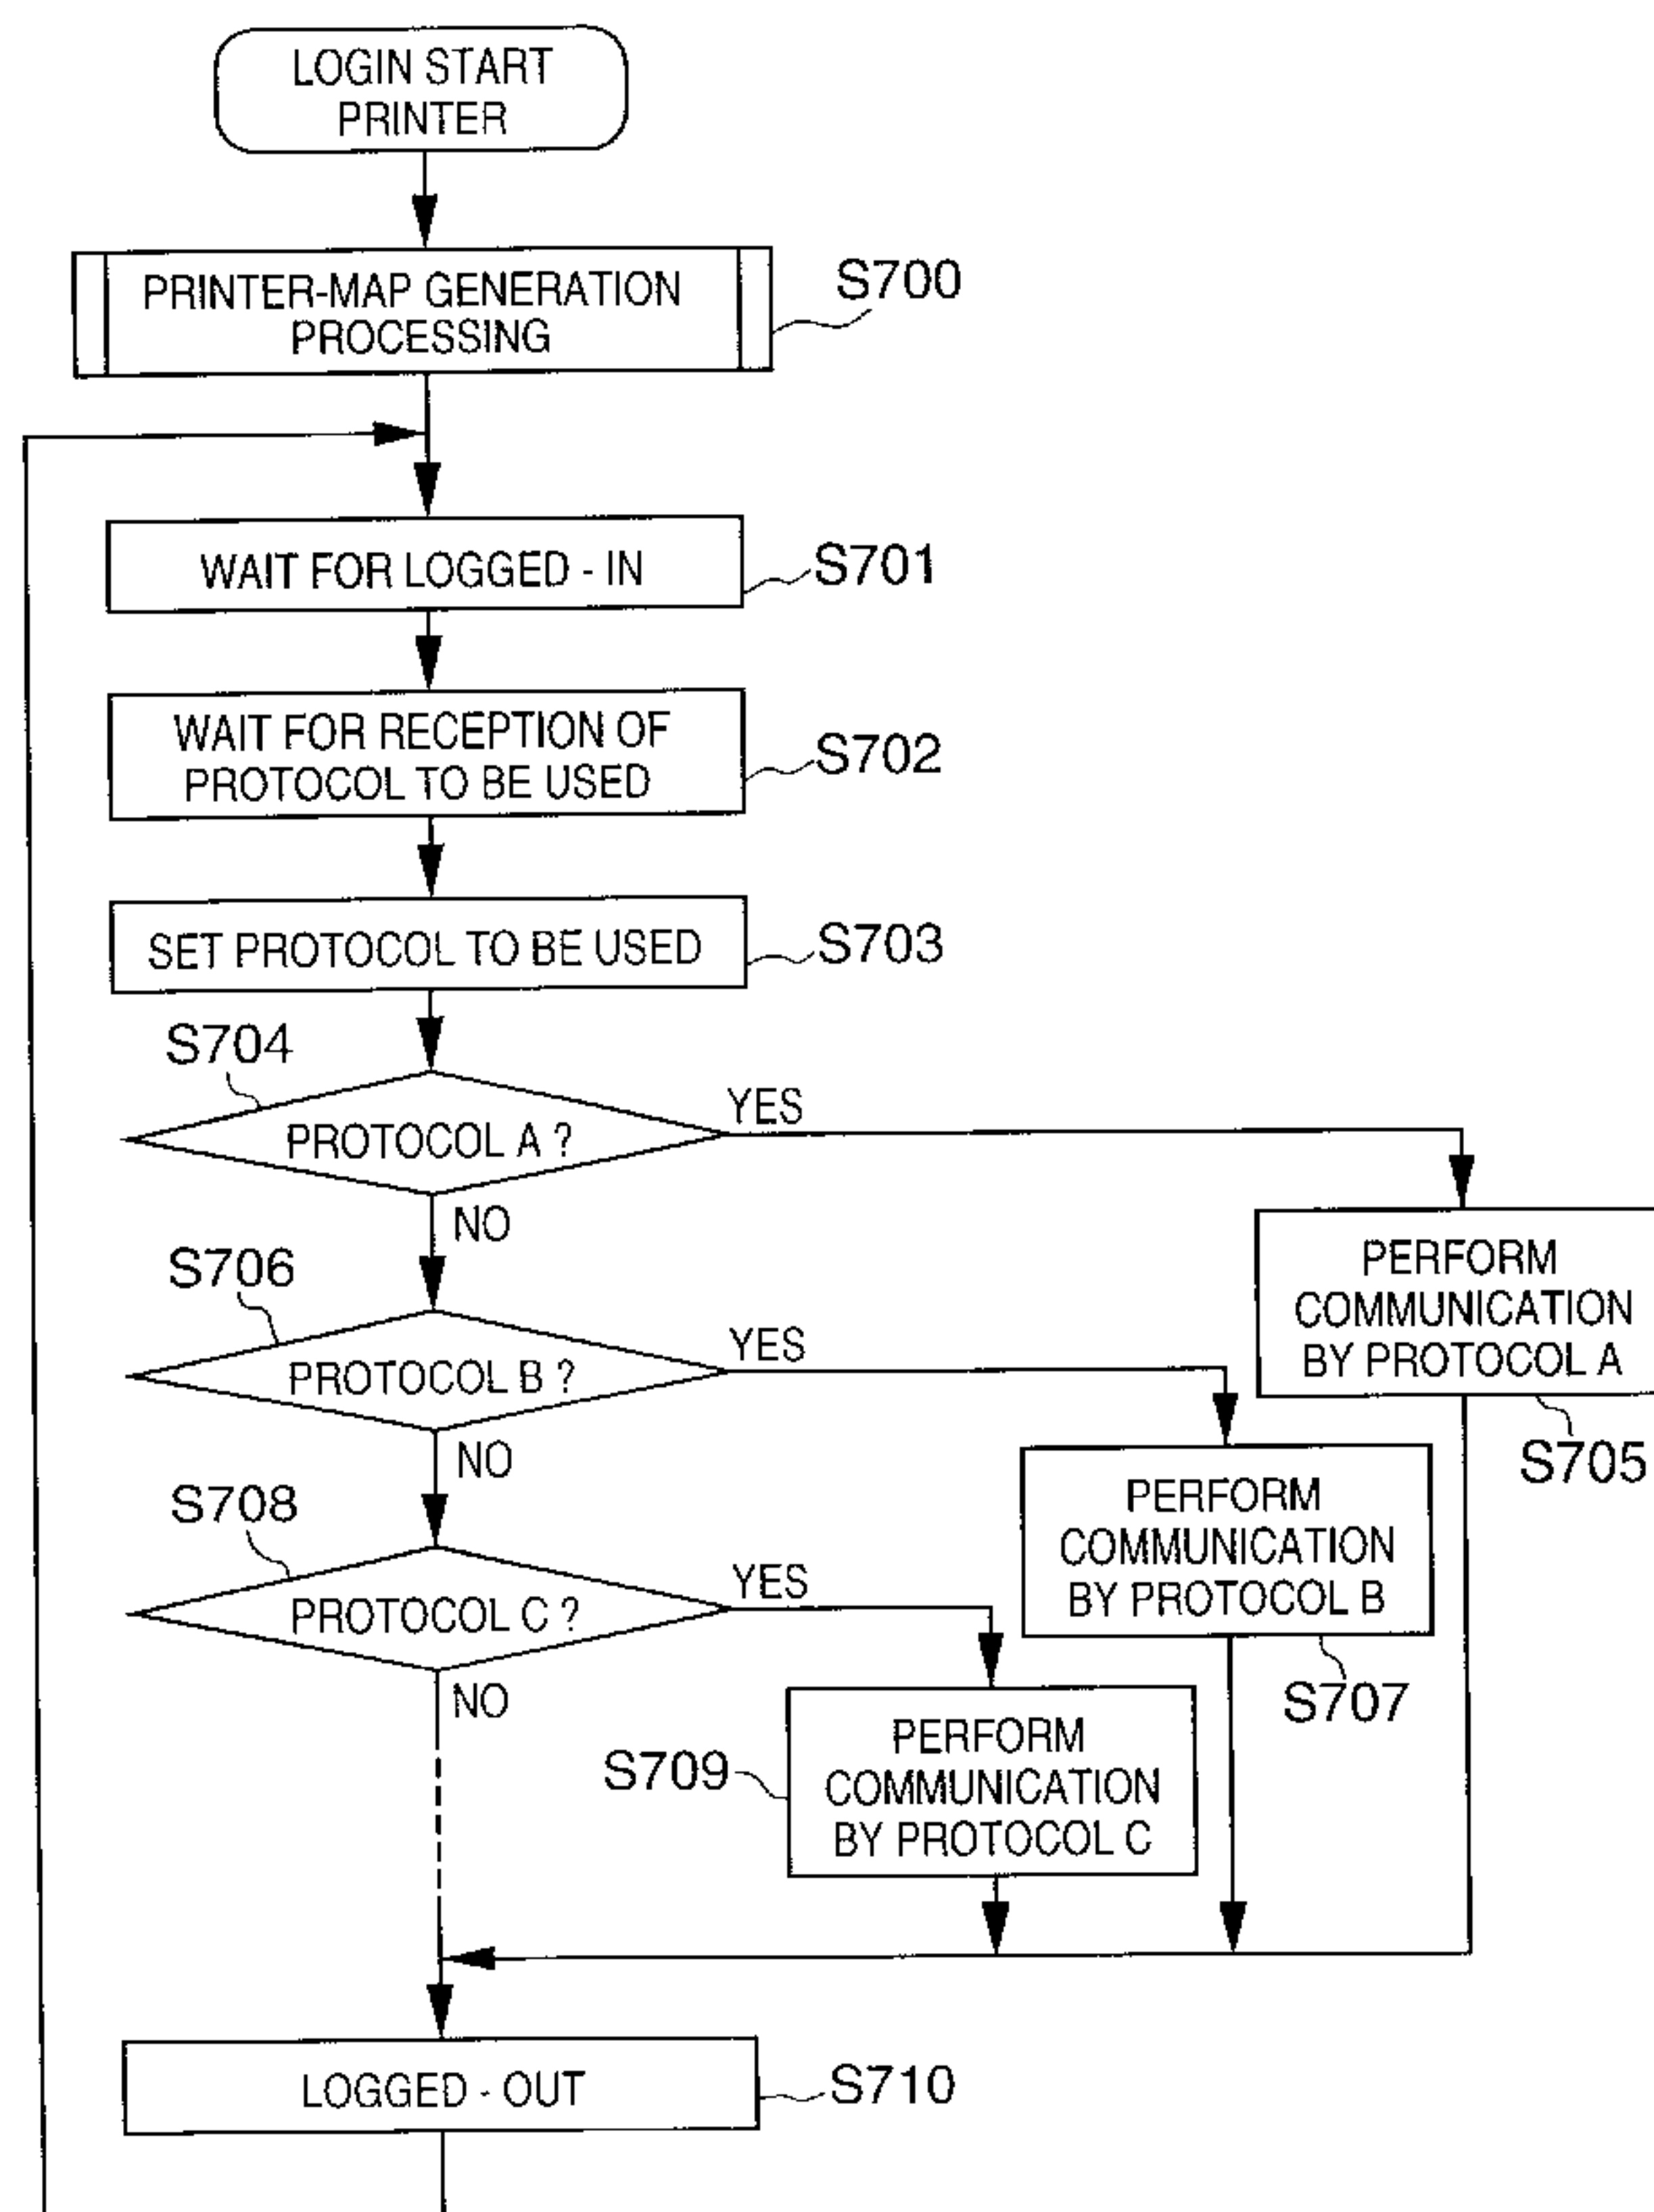 LOGIN START
PRINTER
PRINTER-MAP GENERATION
PROCESSING
S700
WAIT FOR LOGGED - IN
S701
WAIT FOR RECEPTION OF
PROTOCOL TO BE USED
S702
SET PROTOCOL TO BE USED
S703
S704
PROTOCOL A ?
YES
NO
PERFORM
COMMUNICATION
BY PROTOCOL A
S705
S706
PROTOCOL B ?
YES
NO
PERFORM
COMMUNICATION
BY PROTOCOL B
S707
S708
PROTOCOL C ?
YES
NO
PERFORM
COMMUNICATION
BY PROTOCOL C
S709
LOGGED - OUT
S710